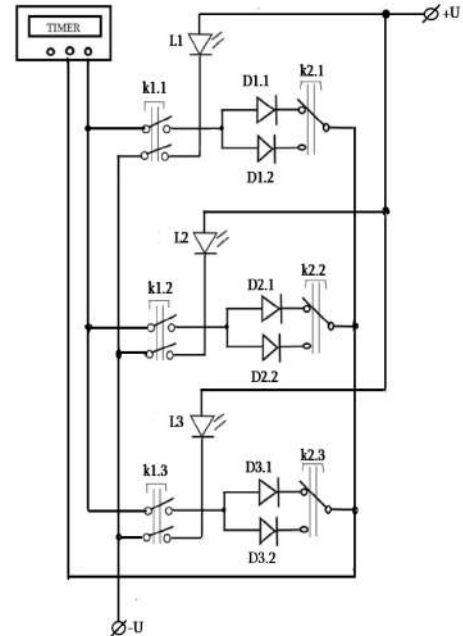 TIMER
L1
+U
k1.1
D1.1
k2.1
D1.2
L2
k1.2
D2.1
k2.2
D2.2
L3
k1.3
D3.1
k2.3
D3.2
-U